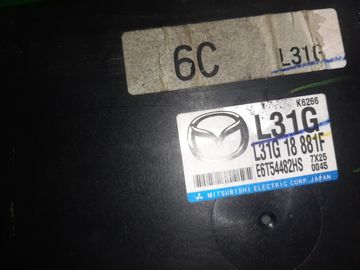 6C L31G
K6266
L31G
L31G 18 881F
E6T54482HS 7X25
0045
MITSUBISHI ELECTRIC CORP. JAPAN